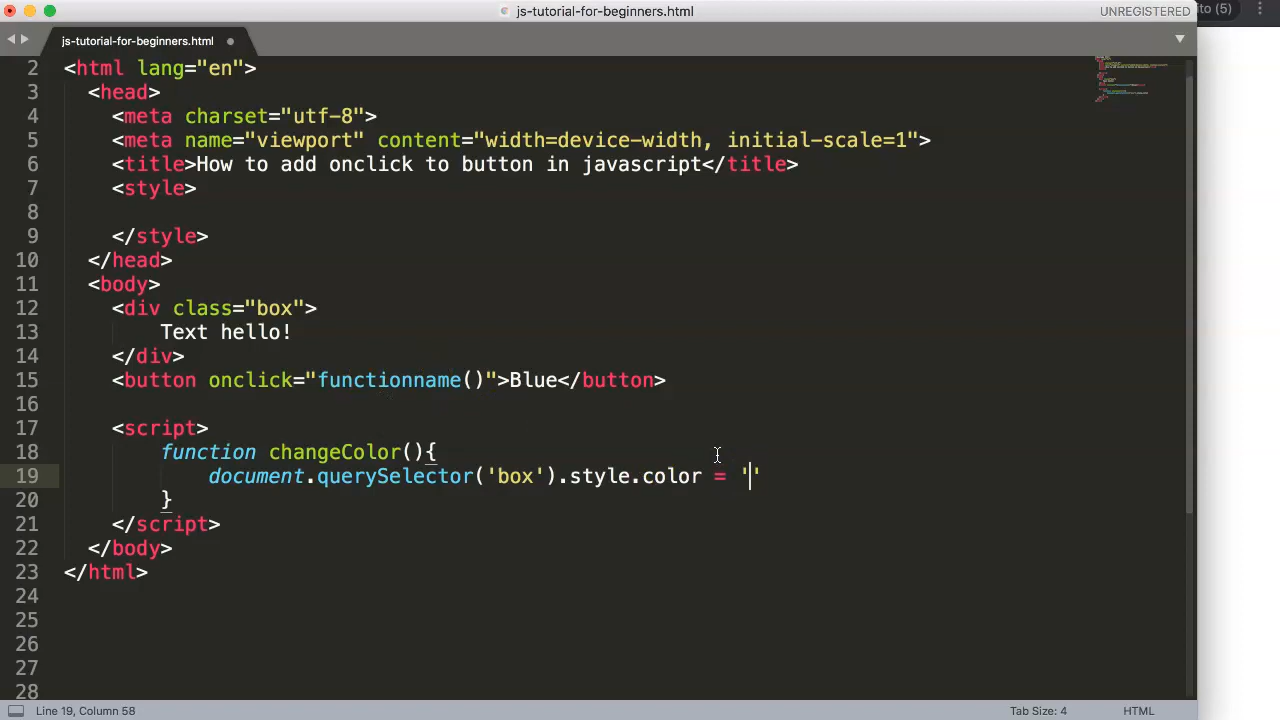 js-tutorial-for-beginners.html
UNREGISTERED
ito (5)
js-tutorial-for-beginners.html
2 <html lang="en">
3 <head>
4 <meta charset="utf-8">
5 <meta name="viewport" content="width=device-width, initial-scale=1">
6 <title>How to add onclick to button in javascript</title>
7 <style>
8
9 </style>
10 </head>
11 <body>
12 <div class="box">
13 Text hello!
14 </div>
15 <button onclick="functionname()">Blue</button>
16
17 <script>
18 function changeColor(){
19 document.querySelector('box').style.color = ''
20 }
21 </script>
22 </body>
23 </html>
24
25
26
27
28
Line 19, Column 58
Tab Size: 4
HTML